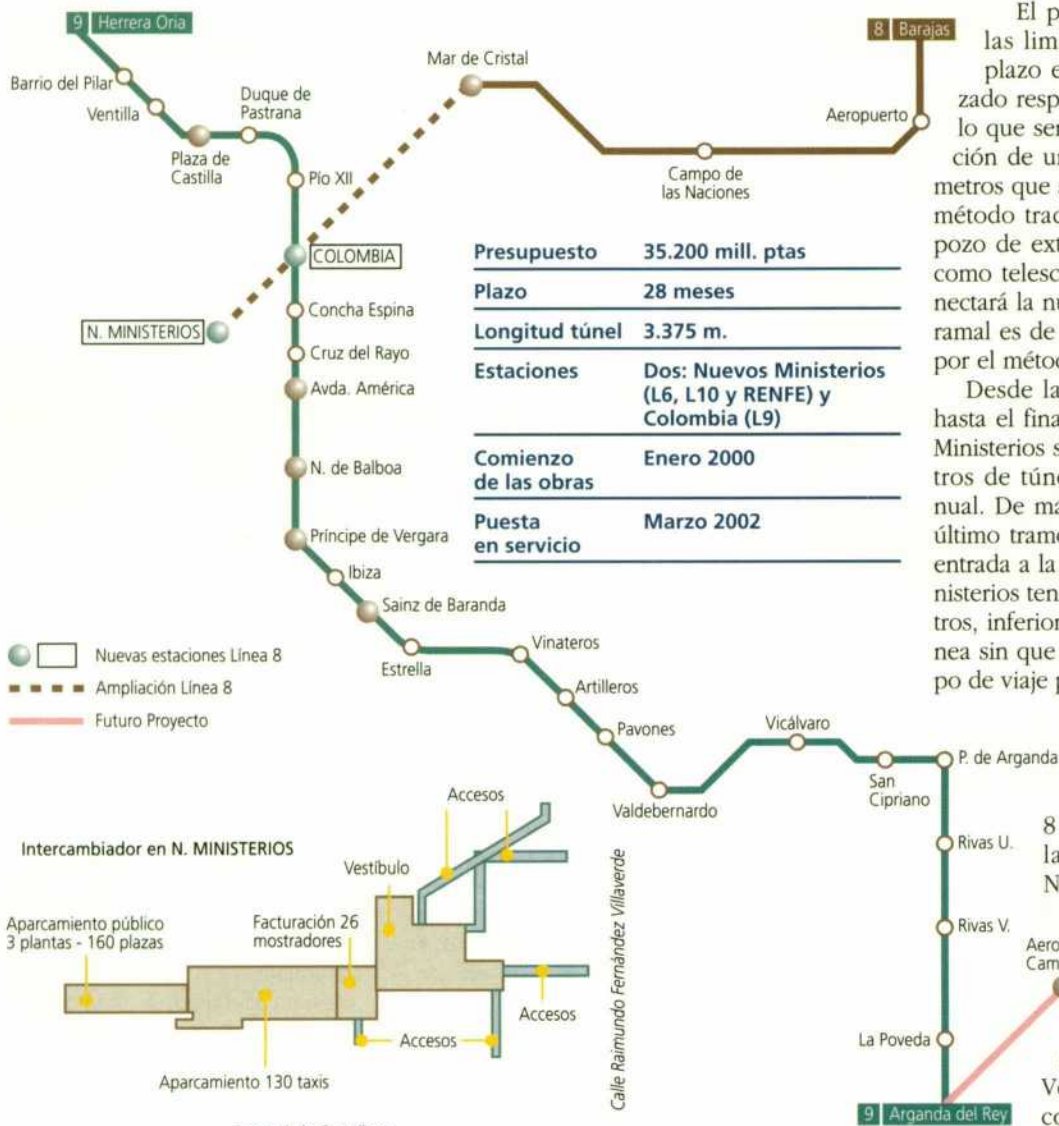 9 Herrera Oria
Barrio del Pilar
Ventilla
Plaza de
Castilla
Duque de
Pastrana
Pío XII
COLOMBIA
N. MINISTERIOS
Concha Espina
Cruz del Rayo
Avda. América
N. de Balboa
Príncipe de Vergara
Ibiza
Sainz de Baranda
Estrella
Vinateros
Artilleros
Pavones
Valdebernardo
Vicálvaro
San
Cipriano
P. de Arganda
Rivas U.
Rivas V.
La Poveda
9 Arganda del Rey
Mar de Cristal
Campo de
las Naciones
Aeropuerto
8 Barajas
Presupuesto 35.200 mill. ptas
Plazo 28 meses
Longitud túnel 3.375 m.
Estaciones Dos: Nuevos Ministerios
(L6, L10 y RENFE) y
Colombia (L9)
Comienzo
de las obras Enero 2000
Puesta
en servicio Marzo 2002
Nuevas estaciones Línea 8
Ampliación Línea 8
Futuro Proyecto
Intercambiador en N. MINISTERIOS
Accesos
Vestíbulo
Facturación 26
mostradores
Aparcamiento público
3 plantas - 160 plazas
Accesos
Accesos
Aparcamiento 130 taxis
Calle Raimundo Fernández Villaverde
El p
las lim
plazo e
zado resp
lo que ser
ción de u
metros que
método trac
pozo de ext
como telesc
nectará la nu
ramal es de
por el métoc
Desde la
hasta el fina
Ministerios s
tros de túne
nual. De ma
último tramo
entrada a la
nisterios ten
tros, inferior
nea sin que
po de viaje p
8
la
N
Aero
Cam
Ve
co